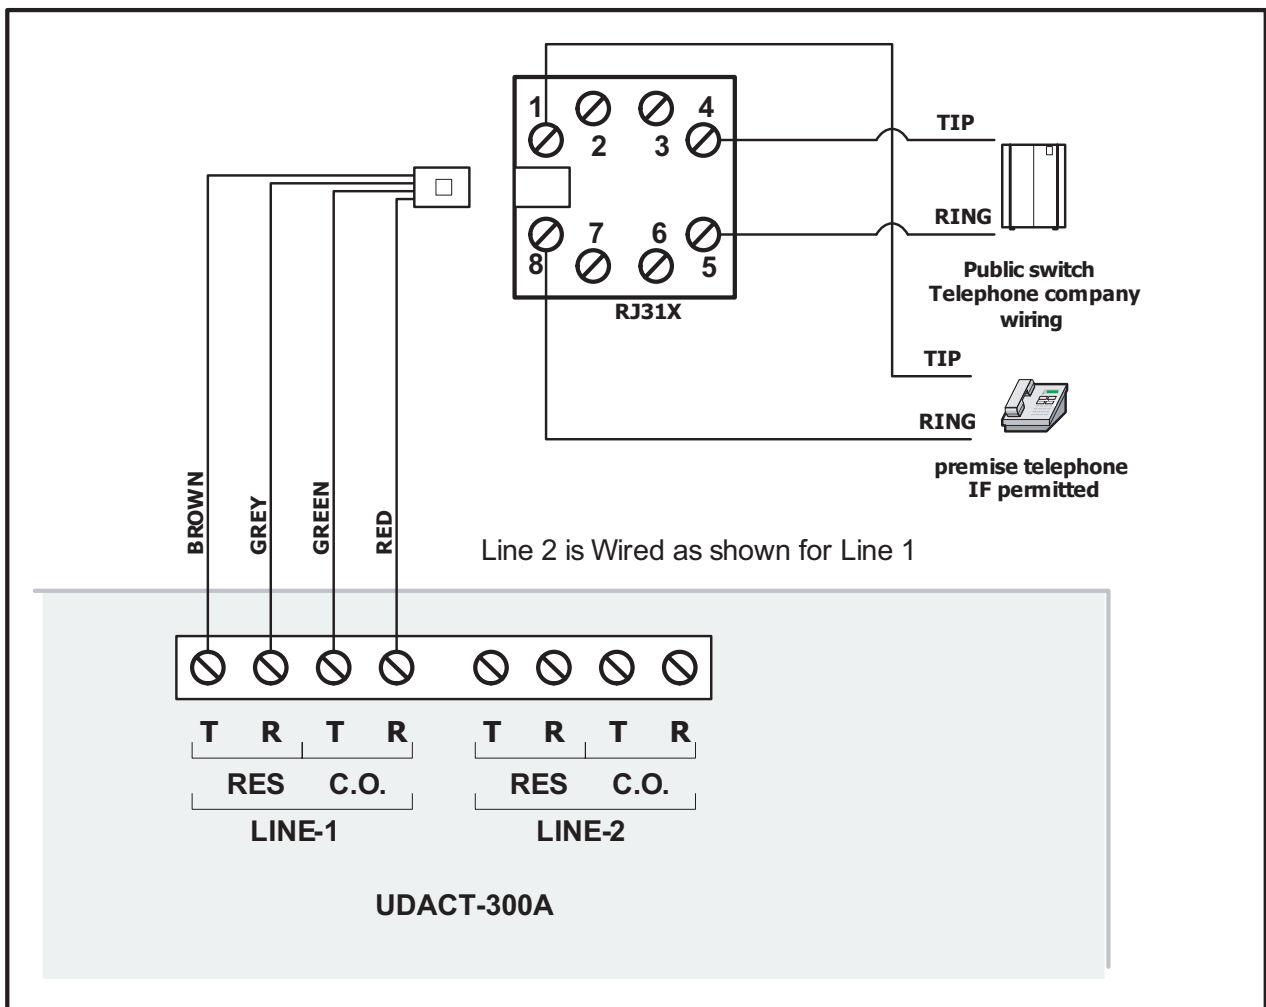 1
4
2
3
TIP
7
6
RING
8
5
RJ31X
Public switch
Telephone company
wiring
TIP
RING
premise telephone
IF permitted
BROWN
GREY
GREEN
RED
Line 2 is Wired as shown for Line 1
T R T R T R T R
RES C.O. RES C.O.
LINE-1 LINE-2
UDACT-300A